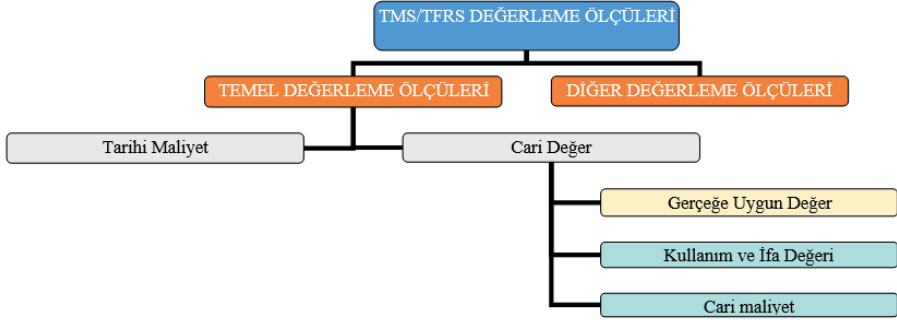 TMS/TFRS DEĞERLEME ÖLÇÜLERİ
TEMEL DEĞERLEME ÖLÇÜLERİ
DİĞER DEĞERLEME ÖLÇÜLERİ
Tarihi Maliyet
Cari Değer
Gerçeğe Uygun Değer
Kullanım ve İfa Değeri
Cari maliyet